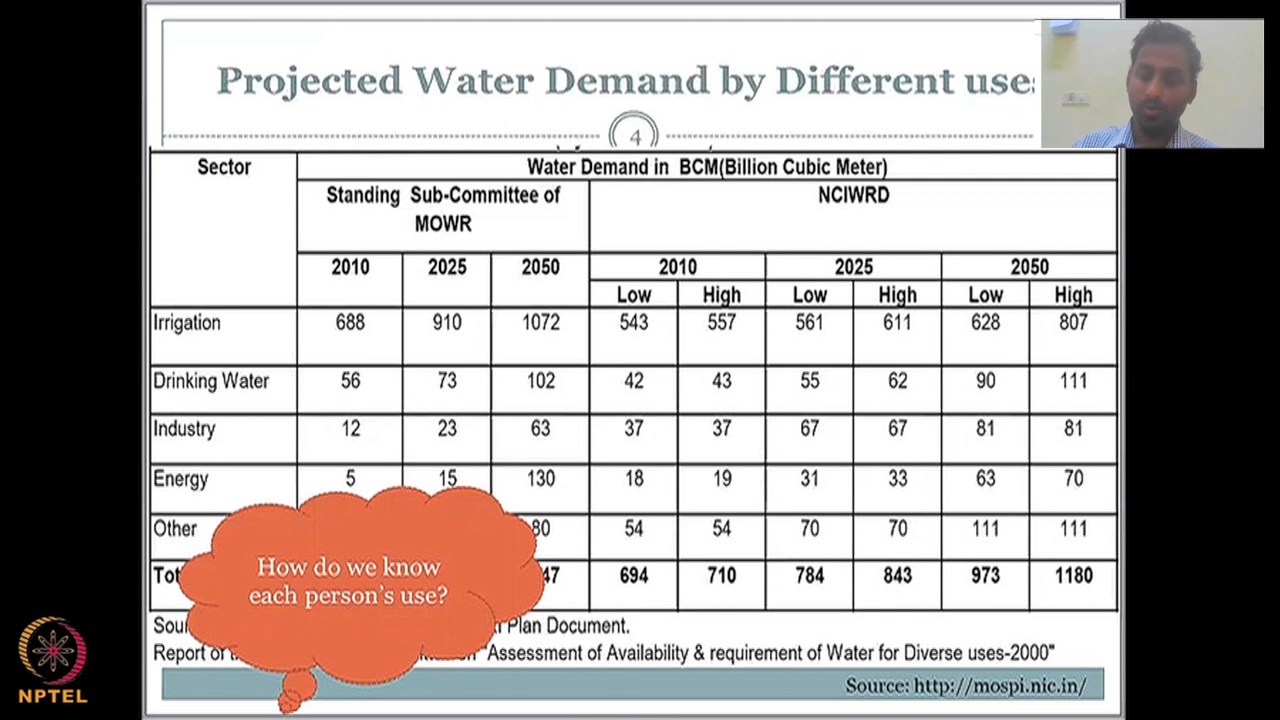 Projected Water Demand by Different uses
4
Sector
Water Demand in BCM(Billion Cubic Meter)
Standing Sub-Committee of MOWR
NCIWRD
2010 2025 2050 2010 2025 2050
Low High Low High Low High
Irrigation 688 910 1072 543 557 561 611 628 807
Drinking Water 56 73 102 42 43 55 62 90 111
Industry 12 23 63 37 37 67 67 81 81
Energy 5 15 130 18 19 31 33 63 70
Other 80 54 54 70 70 111 111
47 694 710 784 843 973 1180
How do we know
each person's use?
Plan Document.
Report of "Assessment of Availability & requirement of Water for Diverse uses-2000"
Source: http://mospi.nic.in/
NPTEL